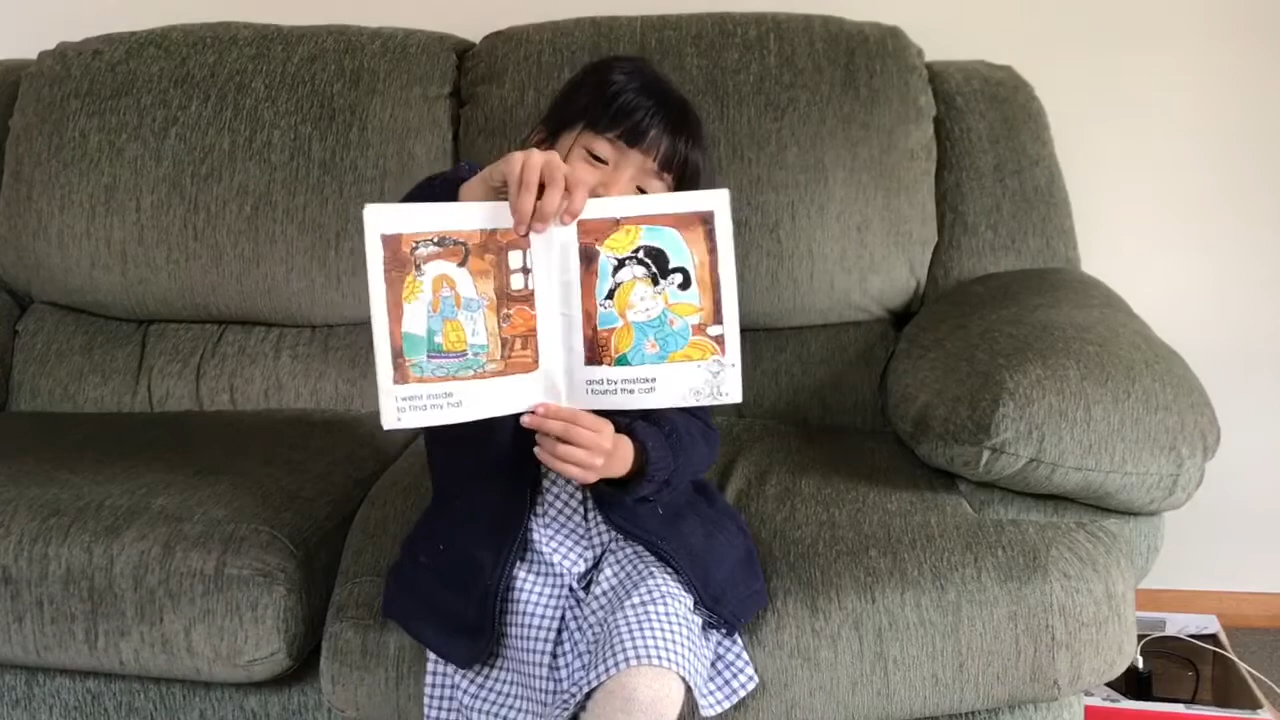 I went inside
to find my hat
and by mistake
I found the cat!